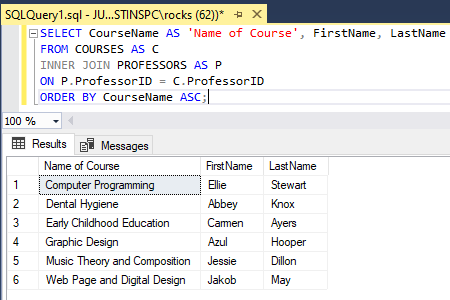 SQLQuery1.sql - JU...STINSPC\rocks (62))*
SELECT CourseName AS 'Name of Course', FirstName, LastName
FROM COURSES AS C
INNER JOIN PROFESSORS AS P
ON P.ProfessorID = C.ProfessorID
ORDER BY CourseName ASC;
100 %
Results Messages
Name of Course FirstName LastName
1 Computer Programming Ellie Stewart
2 Dental Hygiene Abbey Knox
3 Early Childhood Education Carmen Ayers
4 Graphic Design Azul Hooper
5 Music Theory and Composition Jessie Dillon
6 Web Page and Digital Design Jakob May